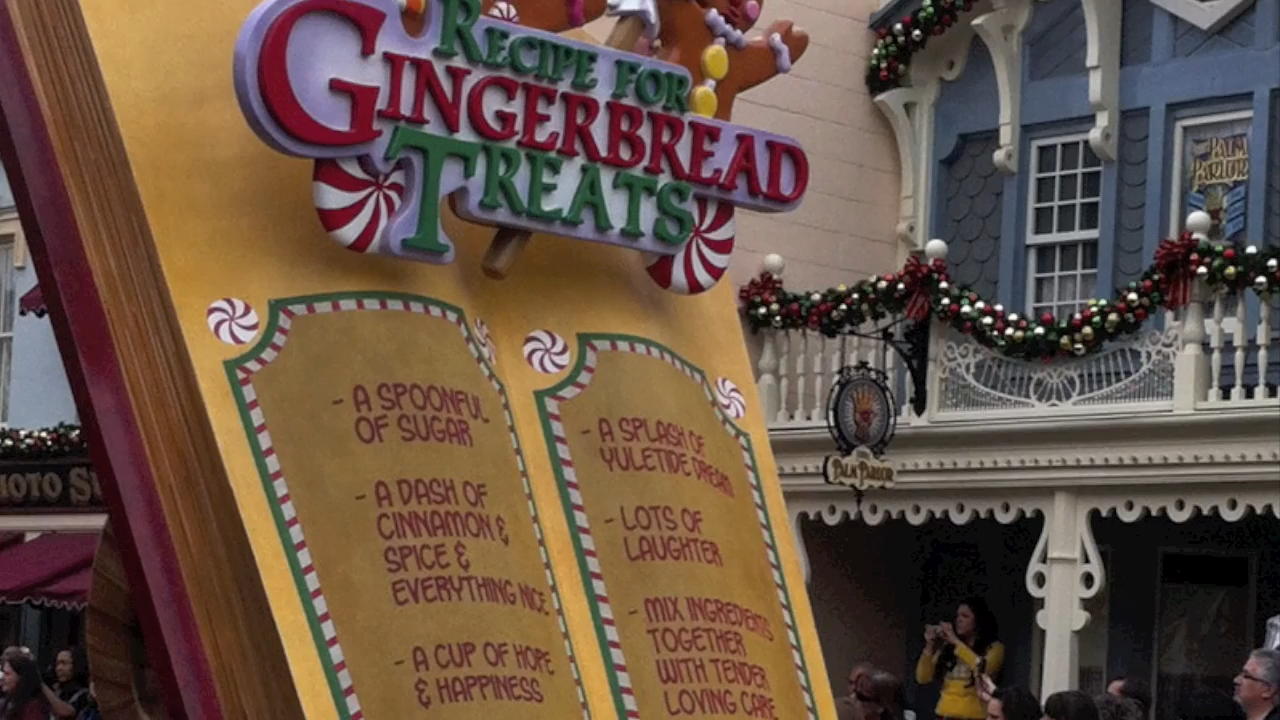 RECIPE FOR
GINGERBREAD
TREATS
- A SPOONFUL
OF SUGAR
- A DASH OF
CINNAMON &
SPICE &
EVERYTHING NICE
- A CUP OF HOPE
& HAPPINESS
- A SPLASH OF
YULETIDE DREAM
- LOTS OF
LAUGHTER
- MIX INGREDIENTS
TOGETHER
WITH TENDER
LOVING CARE
PALM
PARLOR
PALM PARLOR